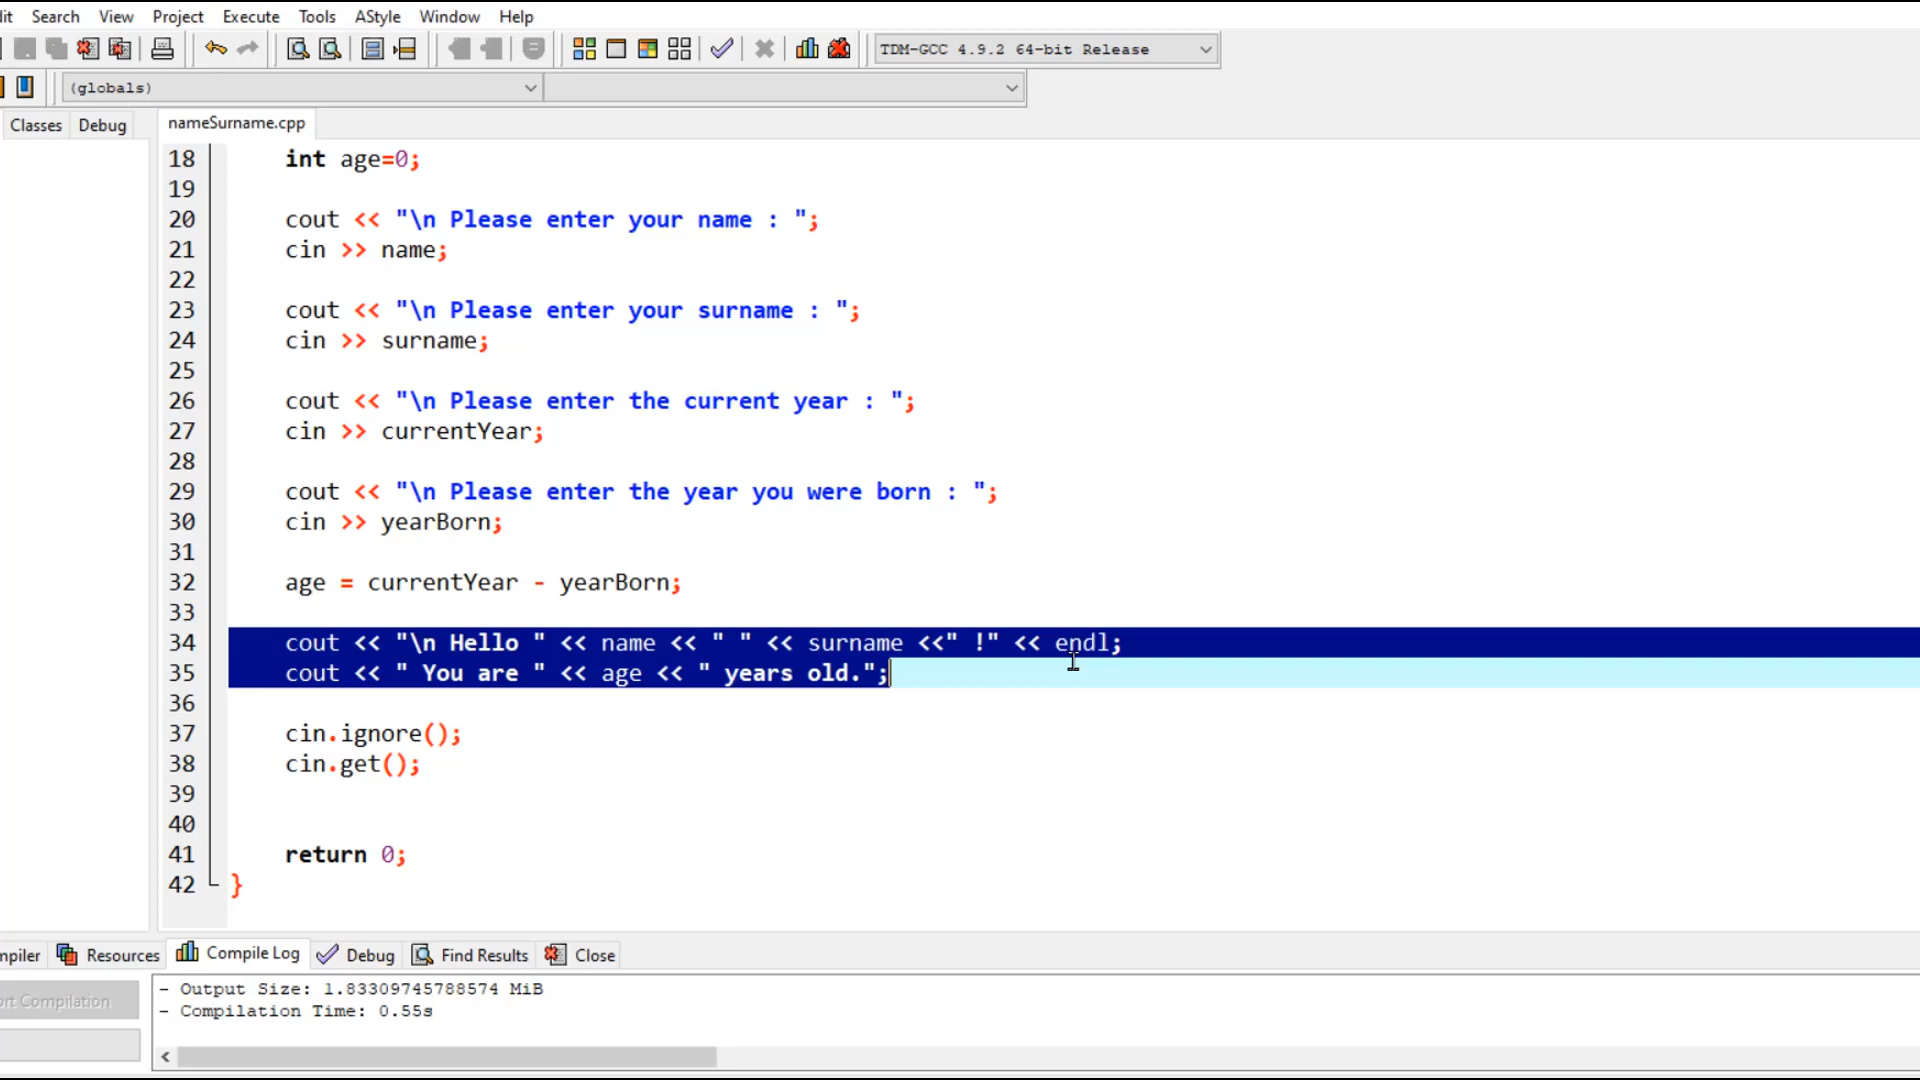 Search View Project Execute Tools AStyle Window Help
TDM-GCC 4.9.2 64-bit Release
(globals)
Classes Debug nameSurname.cpp
18 int age=0;
19
20 cout << "\n Please enter your name : ";
21 cin >> name;
22
23 cout << "\n Please enter your surname : ";
24 cin >> surname;
25
26 cout << "\n Please enter the current year : ";
27 cin >> currentYear;
28
29 cout << "\n Please enter the year you were born : ";
30 cin >> yearBorn;
31
32 age = currentYear - yearBorn;
33
34 cout << "\n Hello " << name << " " << surname <<" !" << endl;
35 cout << " You are " << age << " years old.";
36
37 cin.ignore();
38 cin.get();
39
40
41 return 0;
42 }
Resources Compile Log Debug Find Results Close
Compilation
- Output Size: 1.83309745788574 MiB
- Compilation Time: 0.55s